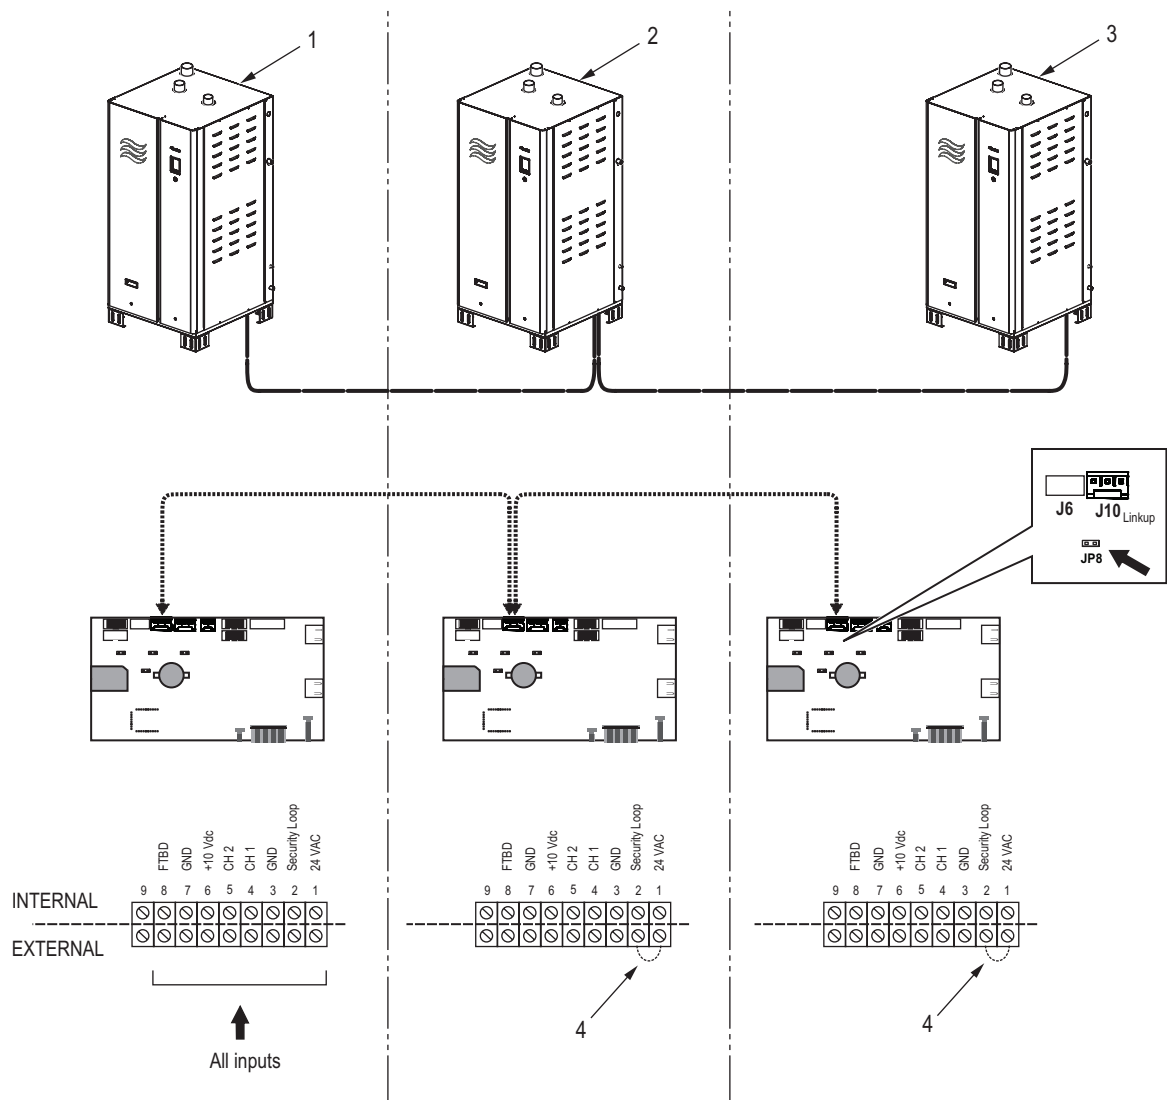 1
2
3
J6
J10
Linkup
JP8
FTBD
GND
+10 Vdc
CH 2
CH 1
GND
Security Loop
24 VAC
9 8 7 6 5 4 3 2 1
FTBD
GND
+10 Vdc
CH 2
CH 1
GND
Security Loop
24 VAC
9 8 7 6 5 4 3 2 1
FTBD
GND
+10 Vdc
CH 2
CH 1
GND
Security Loop
24 VAC
9 8 7 6 5 4 3 2 1
INTERNAL
EXTERNAL
4
4
All inputs